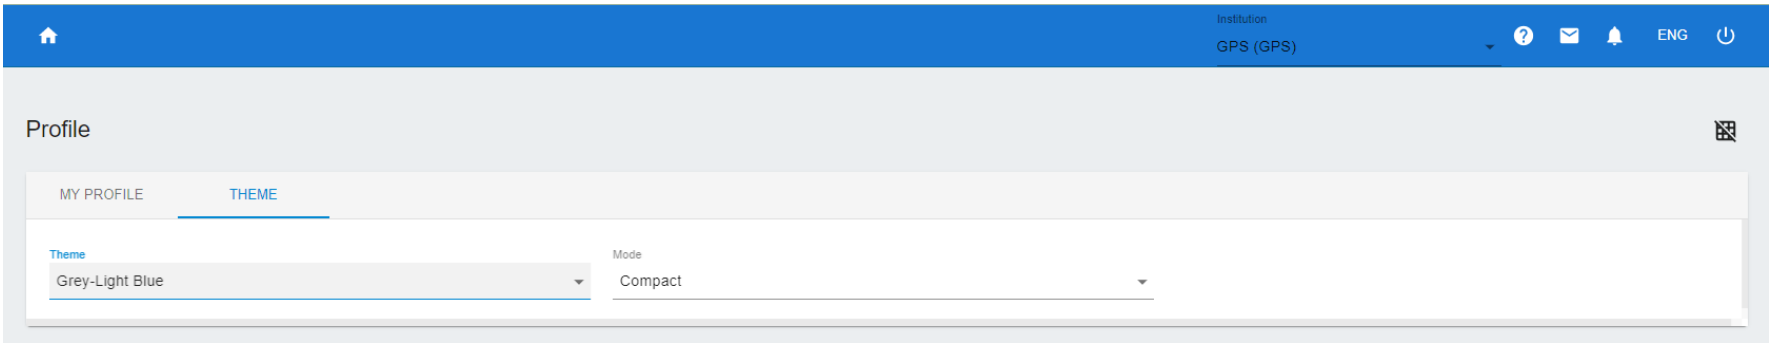 Institution
GPS (GPS)
ENG
Profile
MY PROFILE
THEME
Theme
Mode
Grey-Light Blue
Compact